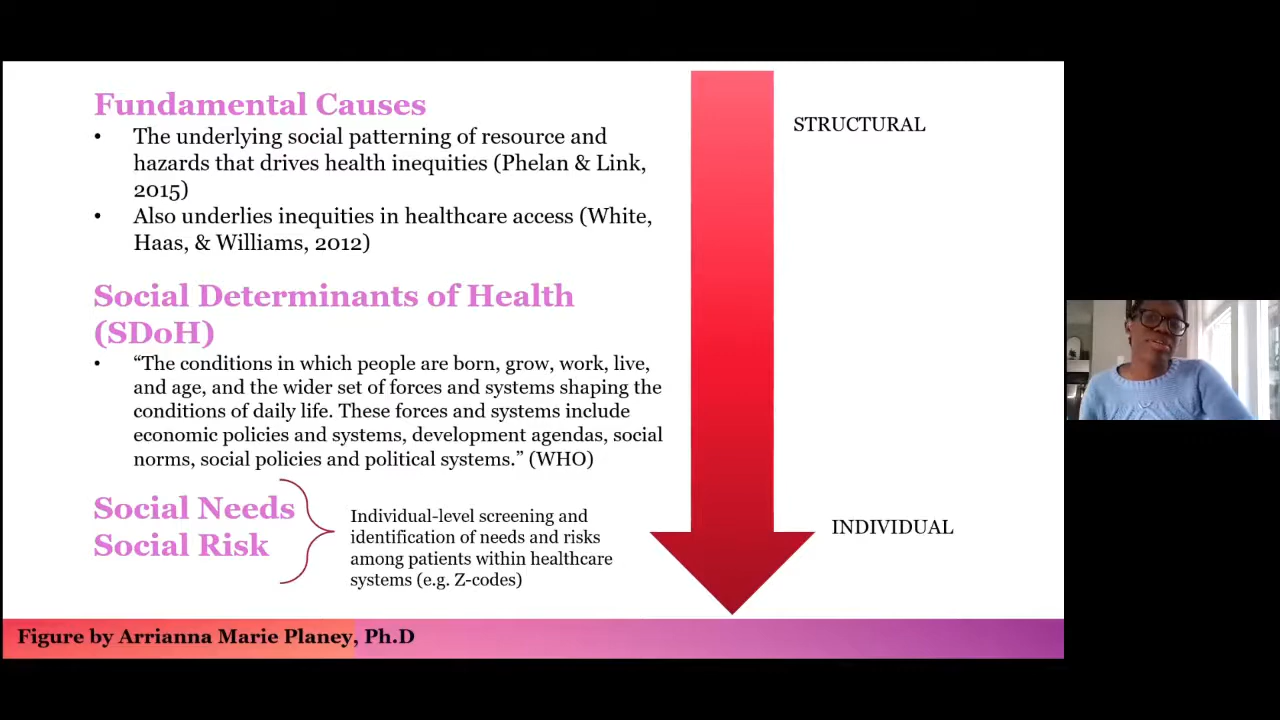 Fundamental Causes
• The underlying social patterning of resource and
hazards that drives health inequities (Phelan & Link,
2015)
• Also underlies inequities in healthcare access (White,
Haas, & Williams, 2012)
Social Determinants of Health
(SDoH)
• “The conditions in which people are born, grow, work, live,
and age, and the wider set of forces and systems shaping the
conditions of daily life. These forces and systems include
economic policies and systems, development agendas, social
norms, social policies and political systems.” (WHO)
Social Needs
Social Risk
Individual-level screening and
identification of needs and risks
among patients within healthcare
systems (e.g. Z-codes)
STRUCTURAL
INDIVIDUAL
Figure by Arrianna Marie Planey, Ph.D